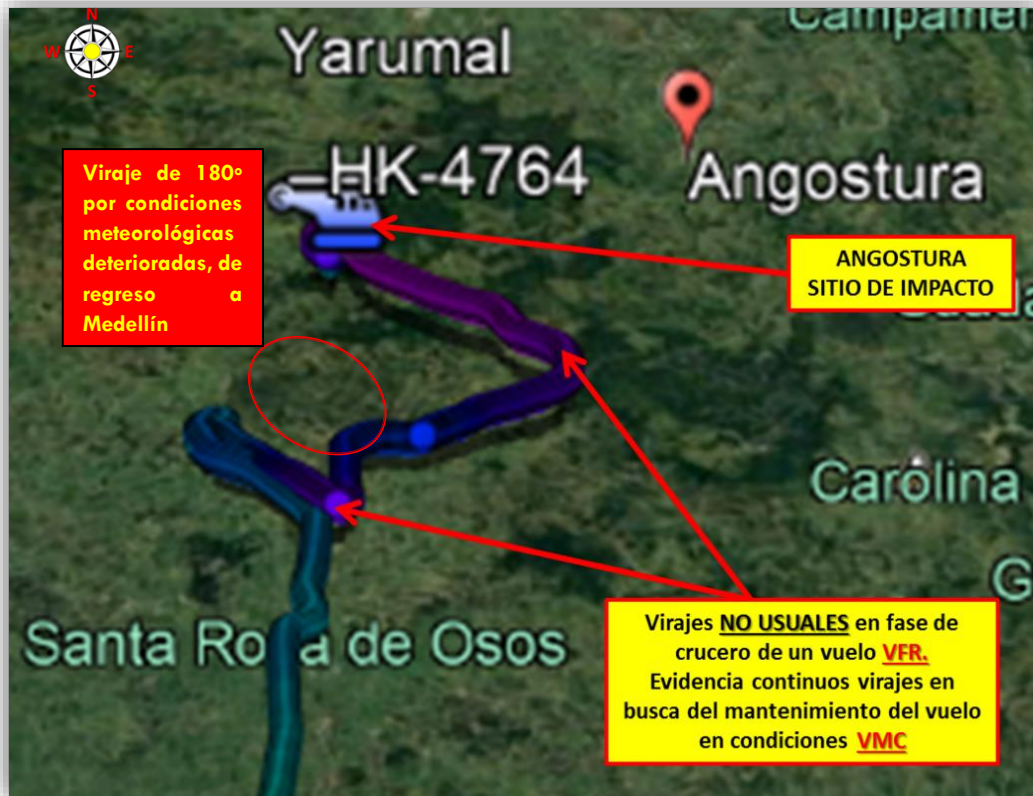 N
W E
S
Campamen
Yarumal
HK-4764
Angostura
Viraje de 180º
por condiciones
meteorológicas
deterioradas, de
regreso a
Medellín
ANGOSTURA
SITIO DE IMPACTO
Carolina
G
Santa Ro a de Osos
Virajes NO USUALES en fase de
crucero de un vuelo VFR.
Evidencia continuos virajes en
busca del mantenimiento del vuelo
en condiciones VMC